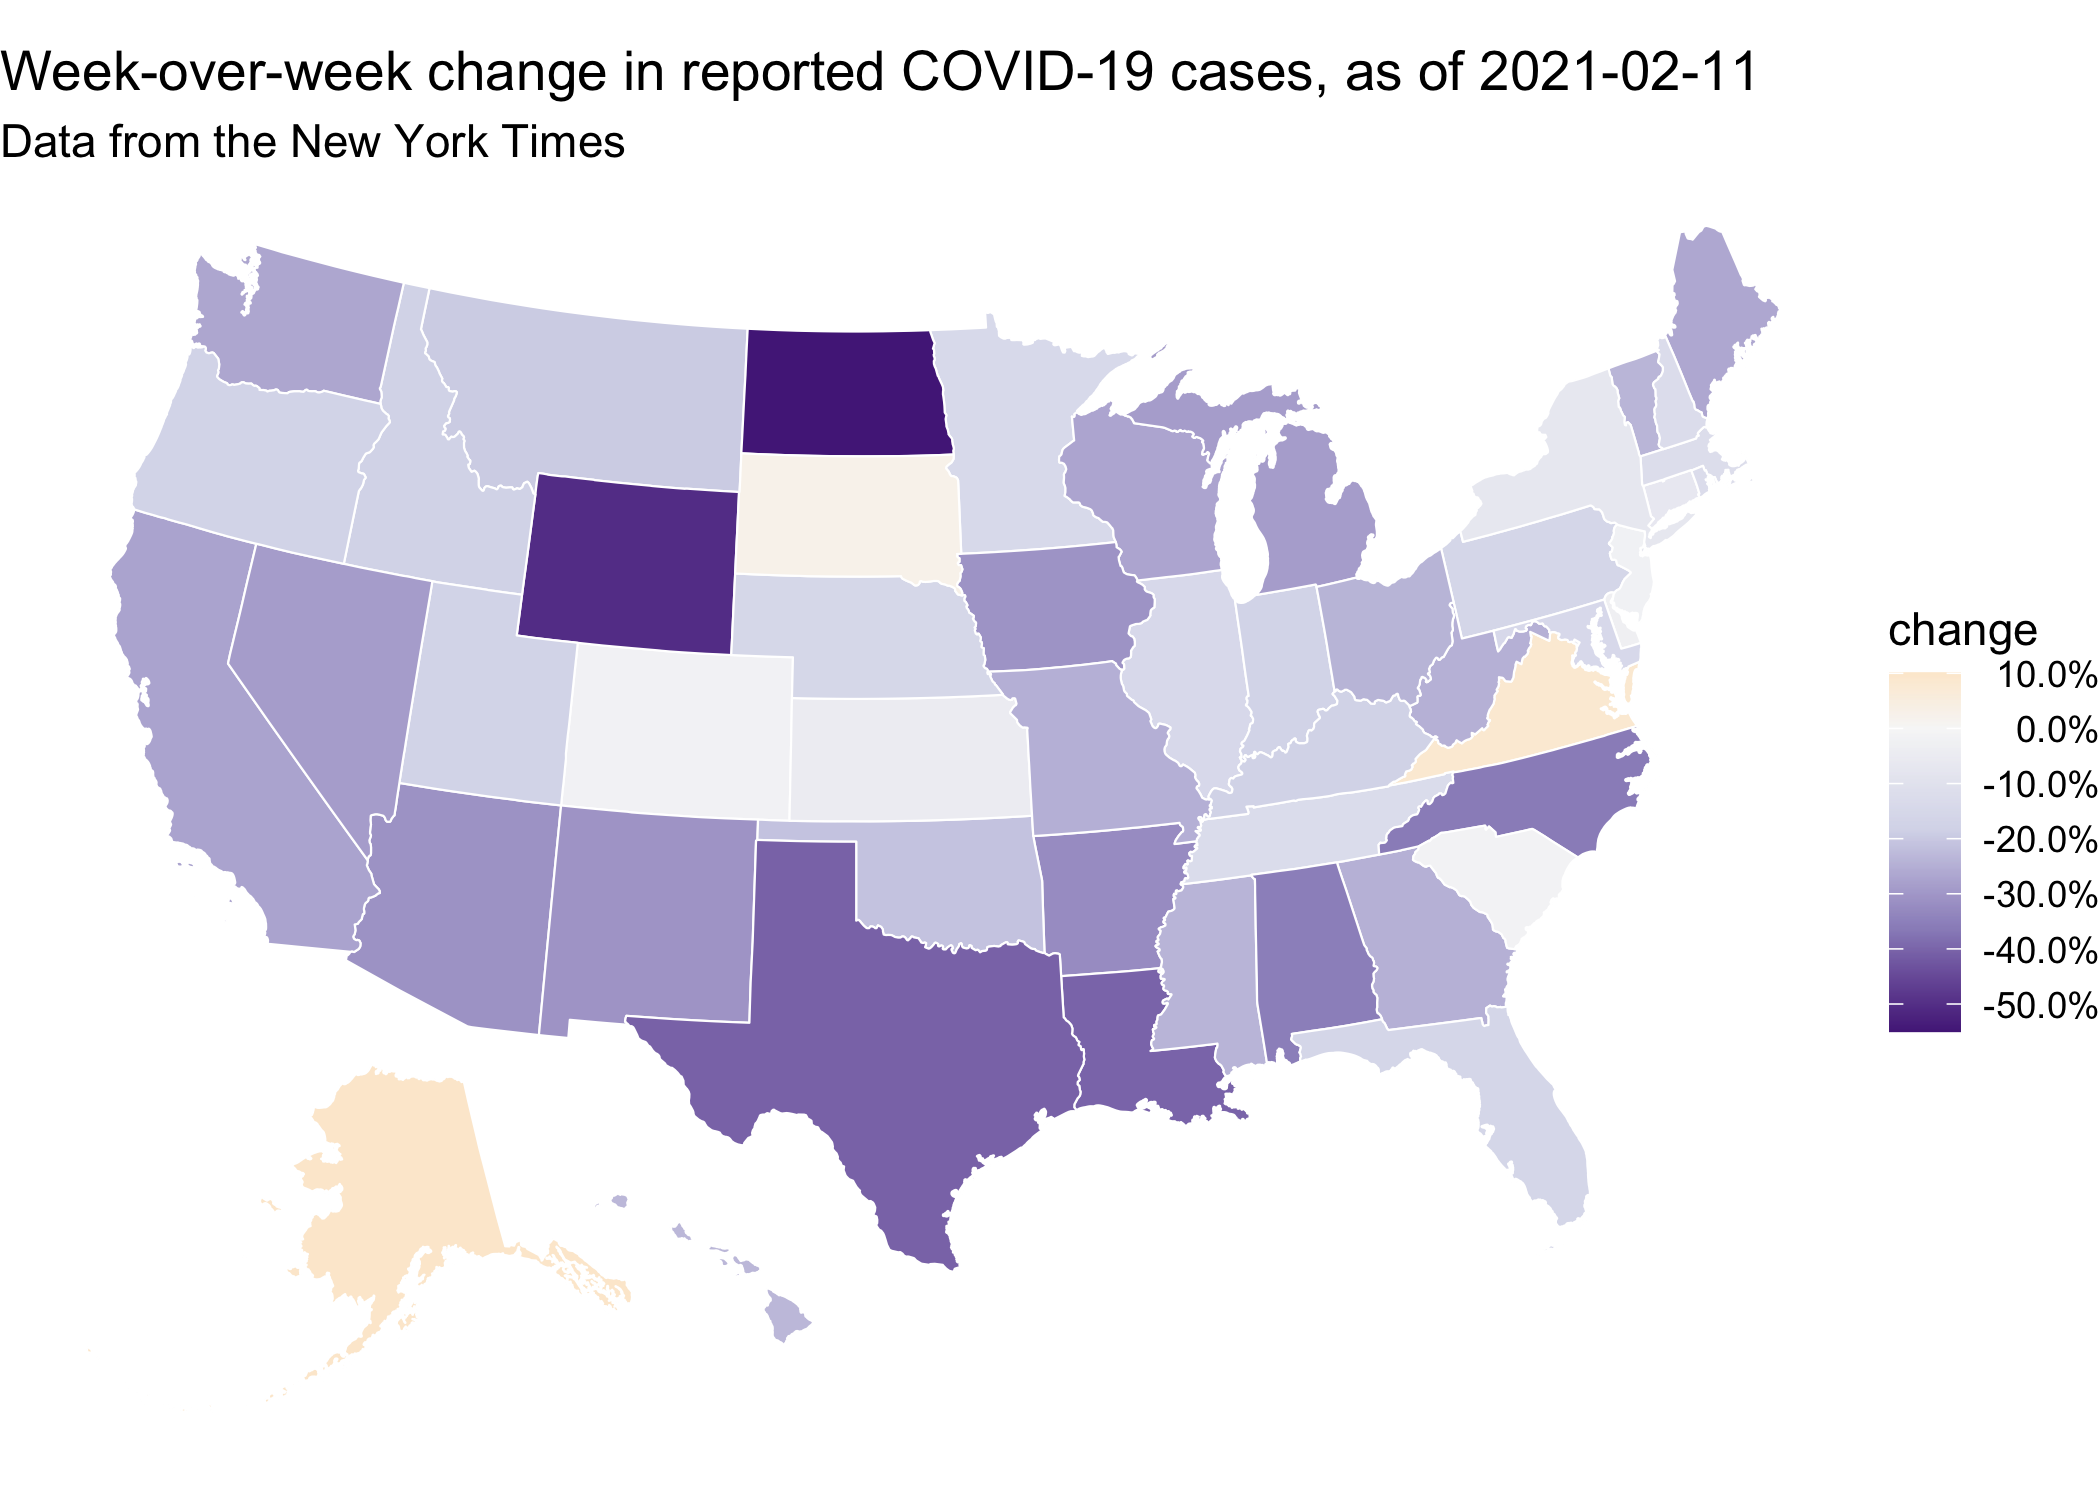 Week-over-week change in reported COVID-19 cases, as of 2021-02-11
Data from the New York Times
change
10.0%
0.0%
-10.0%
-20.0%
-30.0%
-40.0%
-50.0%